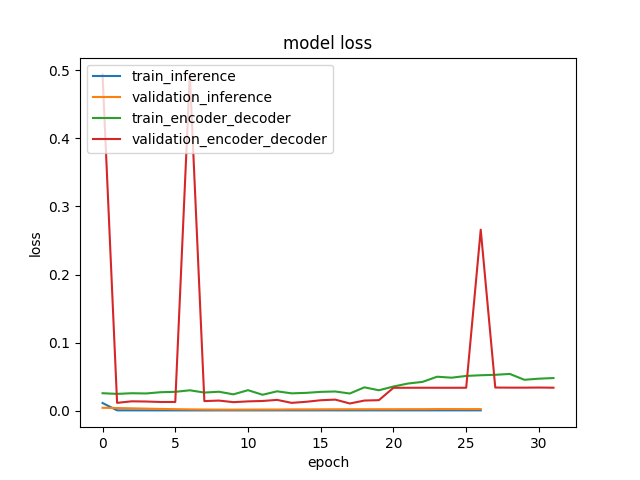 model loss
train_inference
validation_inference
train_encoder_decoder
validation_encoder_decoder
0.5
0.4
0.3
0.2
0.1
0.0
loss
0 5 10 15 20 25 30
epoch